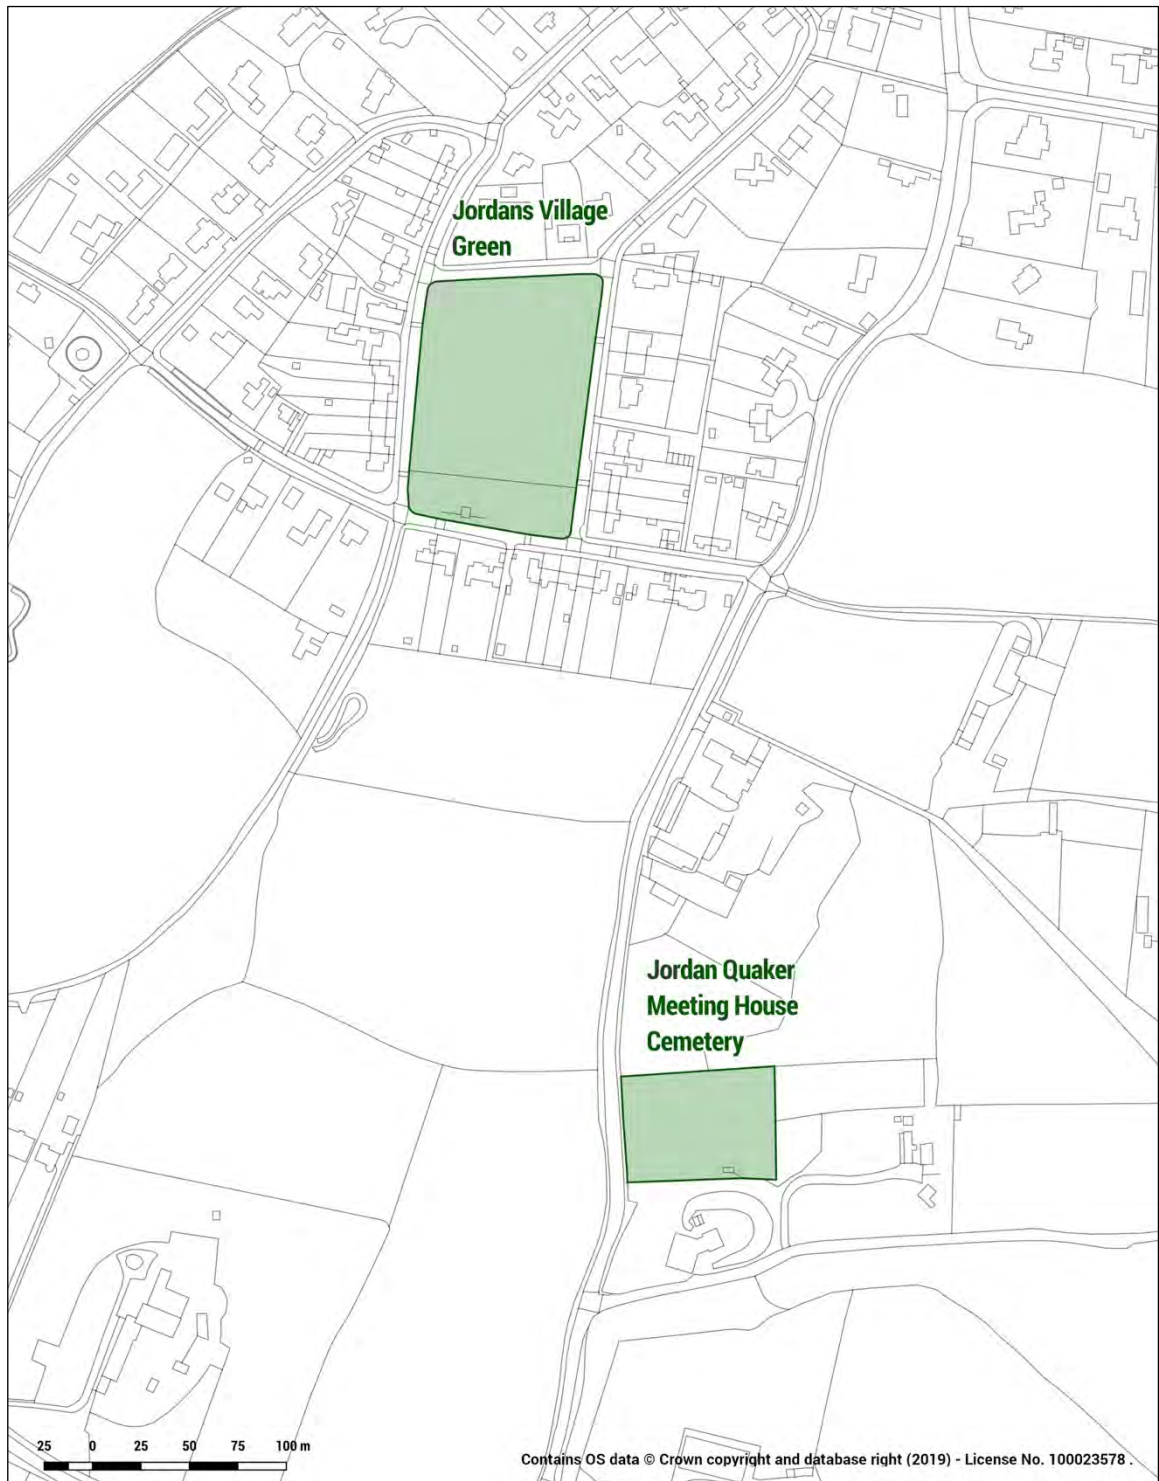 Jordans Village
Green
Jordan Quaker
Meeting House
Cemetery
25 0 25 50 75 100 m
Contains OS data © Crown copyright and database right (2019) - License No. 100023578 .